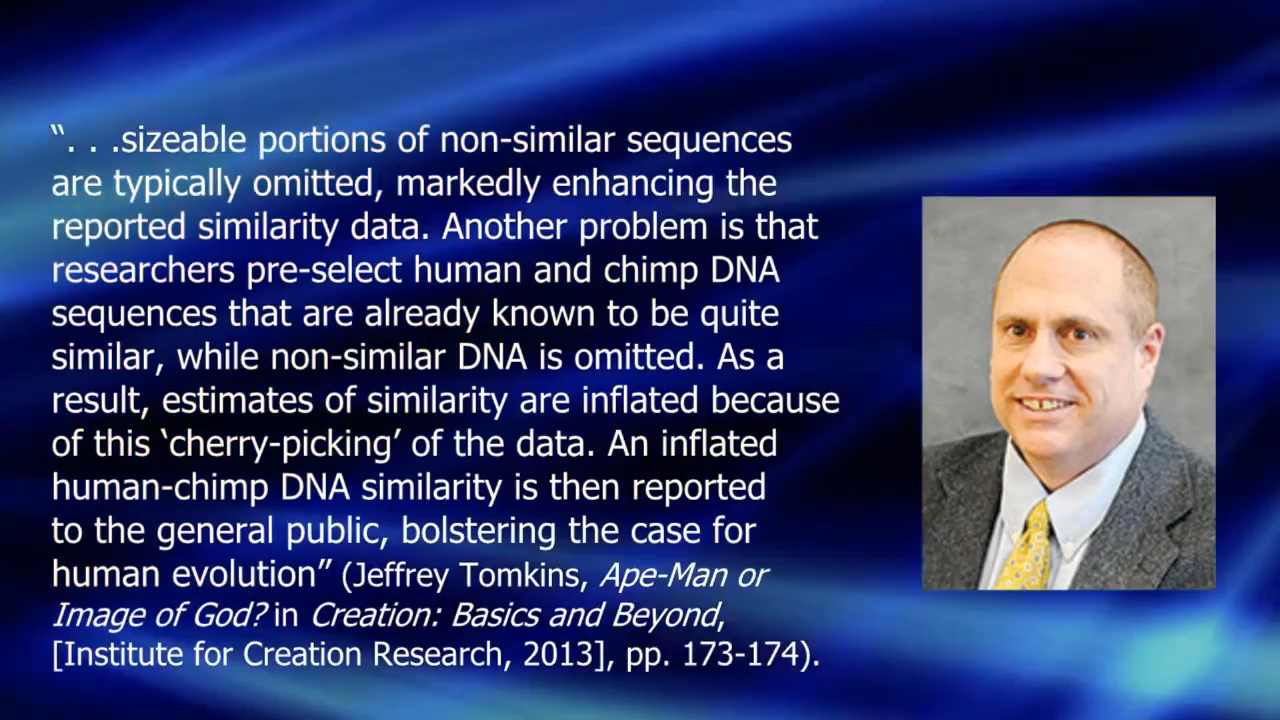 “. . .sizeable portions of non-similar sequences
are typically omitted, markedly enhancing the
reported similarity data. Another problem is that
researchers pre-select human and chimp DNA
sequences that are already known to be quite
similar, while non-similar DNA is omitted. As a
result, estimates of similarity are inflated because
of this ‘cherry-picking’ of the data. An inflated
human-chimp DNA similarity is then reported
to the general public, bolstering the case for
human evolution” (Jeffrey Tomkins, Ape-Man or
Image of God? in Creation: Basics and Beyond,
[Institute for Creation Research, 2013], pp. 173-174).